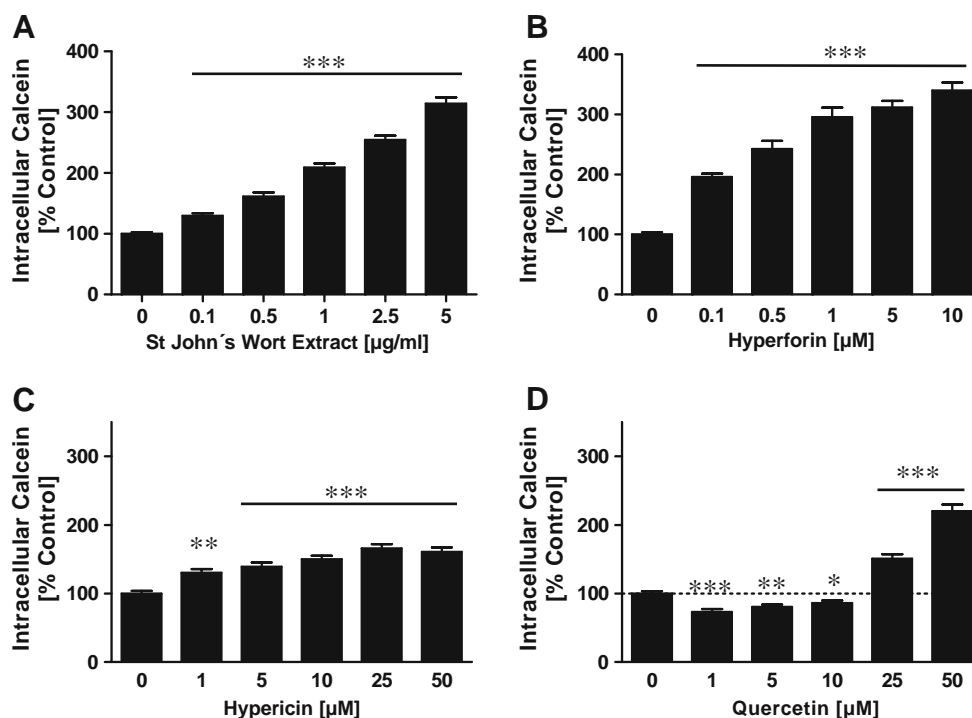 A
Intracellular Calcein
[% Control]
400
300
200
100
0
***
0 0.1 0.5 1 2.5 5
St John´s Wort Extract [µg/ml]
B
Intracellular Calcein
[% Control]
400
300
200
100
0
***
0 0.1 0.5 1 5 10
Hyperforin [µM]
C
Intracellular Calcein
[% Control]
300
200
100
0
**
***
0 1 5 10 25 50
Hypericin [µM]
D
Intracellular Calcein
[% Control]
300
200
100
0
*** ** * ***
0 1 5 10 25 50
Quercetin [µM]